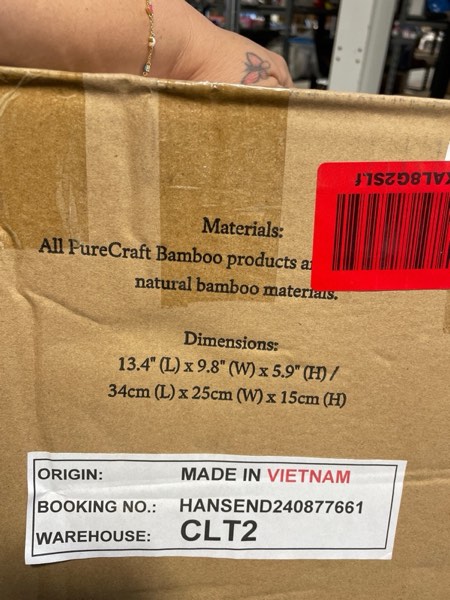 Materials:
All PureCraft Bamboo products
natural bamboo materials.
Dimensions:
13.4" (L) x 9.8" (W) x 5.9" (H) /
34cm (L) x 25cm (W) x 15cm (H)
ORIGIN: MADE IN VIETNAM
BOOKING NO.: HANSEND240877661
WAREHOUSE: CLT2